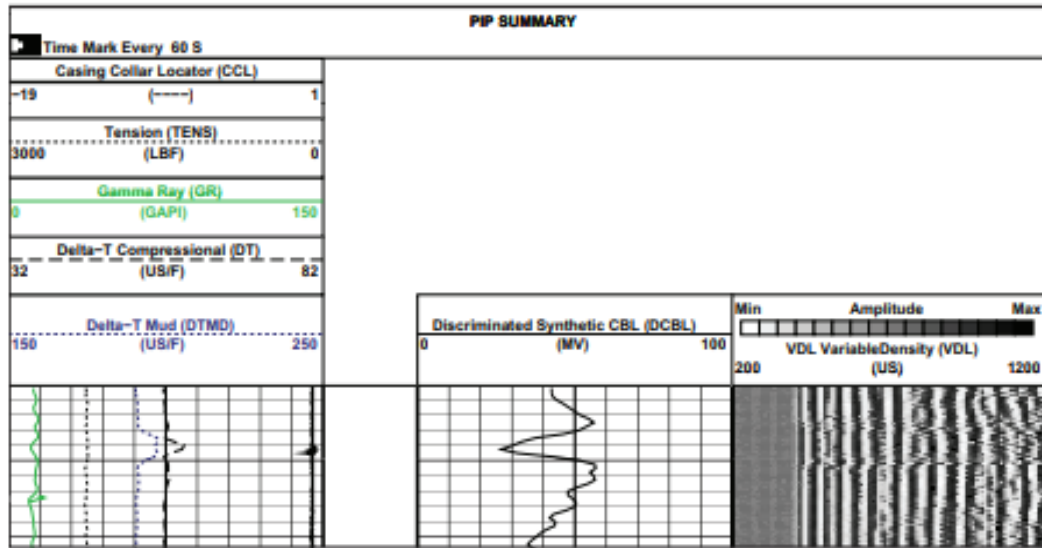 PIP SUMMARY
Time Mark Every 60 S
Casing Collar Locator (CCL)
−19 (−−−−) 1
Tension (TENS)
3000 (LBF) 0
Gamma Ray (GR)
0 (GAPI) 150
Delta−T Compressional (DT)
32 (US/F) 82
Delta−T Mud (DTMD)
150 (US/F) 250
Discriminated Synthetic CBL (DCBL)
0 (MV) 100
Min Amplitude Max
VDL VariableDensity (VDL)
200 (US) 1200